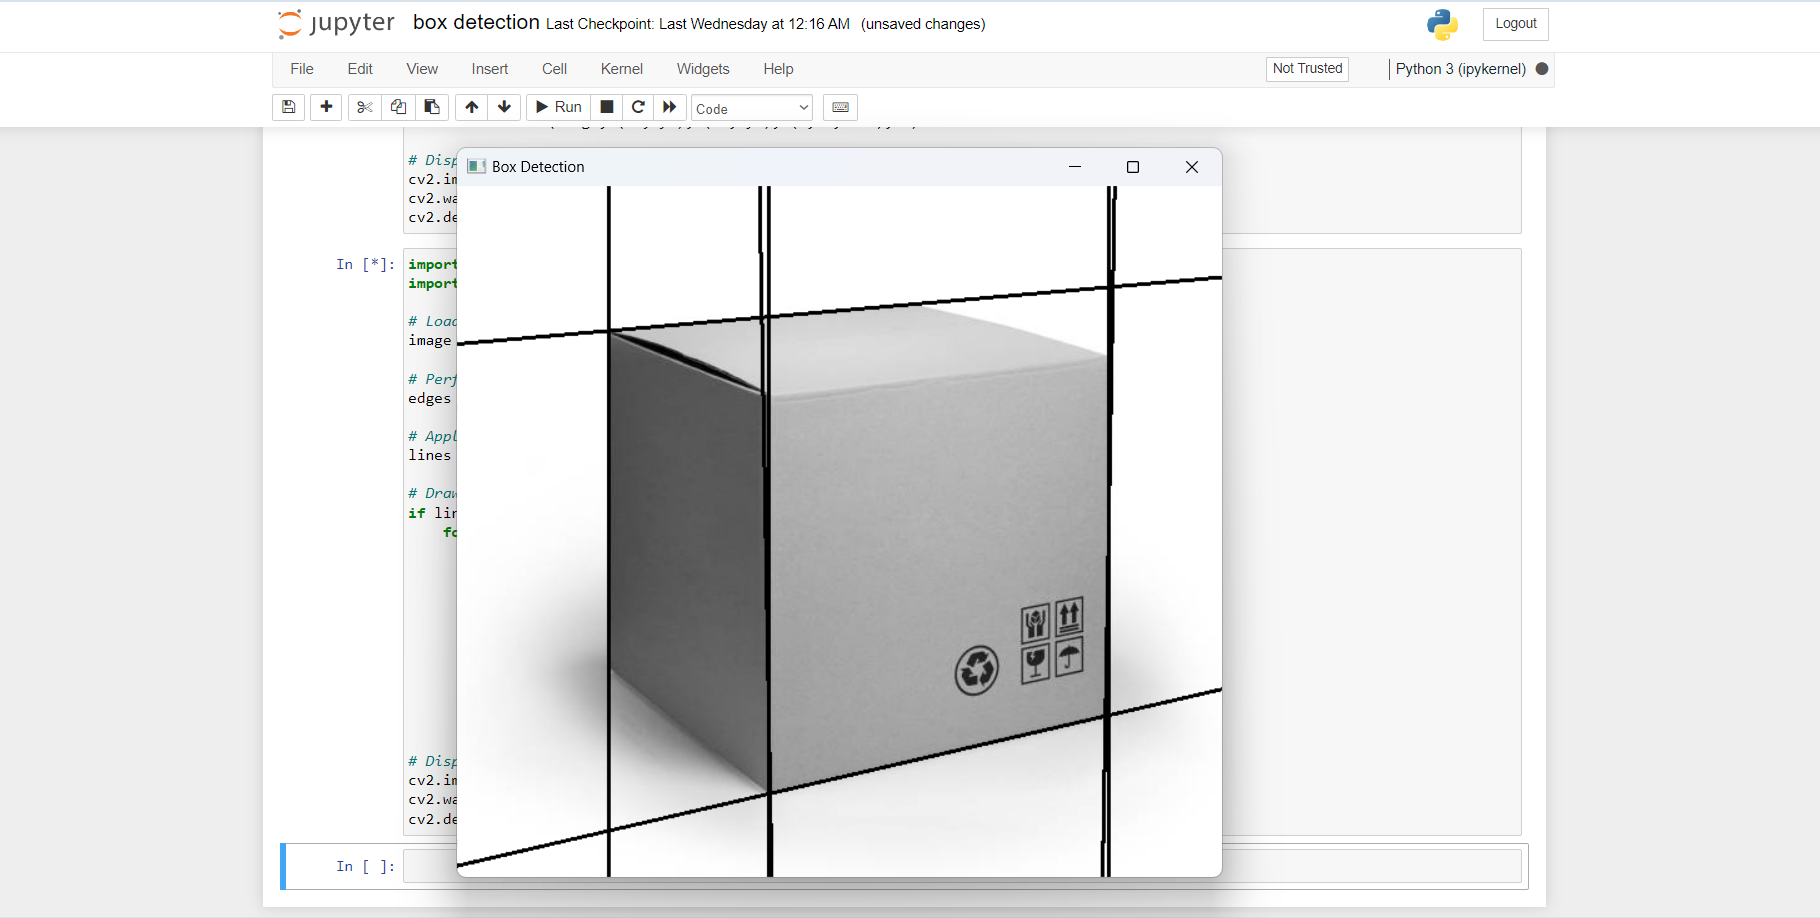 jupyter box detection Last Checkpoint: Last Wednesday at 12:16 AM (unsaved changes)
Logout
File Edit View Insert Cell Kernel Widgets Help
Not Trusted
Python 3 (ipykernel)
Run
Code
# Disp
cv2.im
cv2.wa
cv2.de
Box Detection
In [*]:
import
import
# Load
image
# Perf
edges
# Appl
lines
# Draw
if lin
fo
# Disp
cv2.im
cv2.wa
cv2.de
In [ ]: